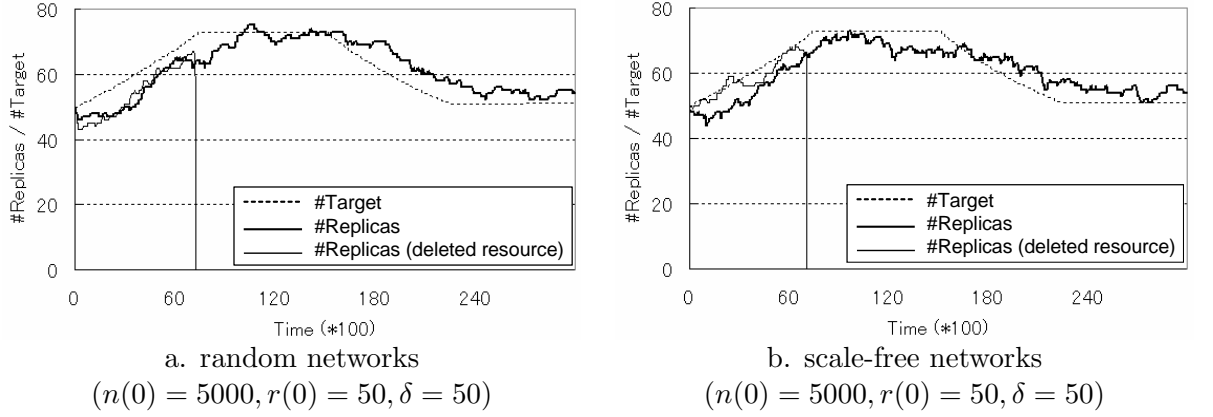 #Replicas / #Target
80
60
40
20
0
#Target
#Replicas
#Replicas (deleted resource)
0 60 120 180 240
Time (*100)
a. random networks
(n(0) = 5000, r(0) = 50, δ = 50)
#Replicas / #Target
80
60
40
20
0
#Target
#Replicas
#Replicas (deleted resource)
0 60 120 180 240
Time (*100)
b. scale-free networks
(n(0) = 5000, r(0) = 50, δ = 50)